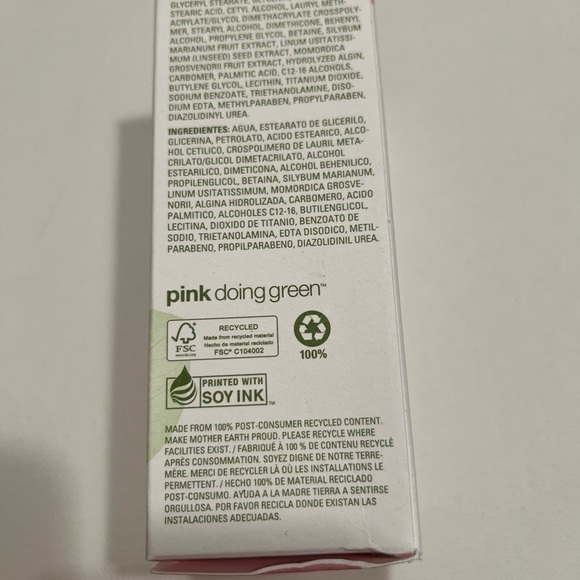 GLYCERYL STEARATE,
STEARIC ACID, CETYL ALCOHOL, LAURYL METH-
ACRYLATE/GLYCOL DIMETHACRYLATE CROSSPOLY-
MER, STEARYL ALCOHOL, DIMETHICONE, BEHENYL
ALCOHOL, PROPYLENE GLYCOL, BETAINE, SILYBUM
MARIANUM FRUIT EXTRACT, LINUM USITATISSI-
MUM (LINSEED) SEED EXTRACT, MOMORDICA
GROSVENORII FRUIT EXTRACT, HYDROLYZED ALGIN,
CARBOMER, PALMITIC ACID, C12-16 ALCOHOLS,
BUTYLENE GLYCOL, LECITHIN, TITANIUM DIOXIDE,
SODIUM BENZOATE, TRIETHANOLAMINE, DISO-
DIUM EDTA, METHYLPARABEN, PROPYLPARABEN,
DIAZOLIDINYL UREA.
INGREDIENTES: AGUA, ESTEARATO DE GLICERILO,
GLICERINA, PETROLATO, ACIDO ESTEARICO, ALCO-
HOL CETILICO, CROSPOLIMERO DE LAURIL META-
CRILATO/GLICOL DIMETACRILATO, ALCOHOL
ESTEARILICO, DIMETICONA, ALCOHOL BEHENILICO,
PROPILENGLICOL, BETAINA, SILYBUM MARIANUM,
LINUM USITATISSIMUM, MOMORDICA GROSVE-
NORII, ALGINA HIDROLIZADA, CARBOMERO, ACIDO
PALMITICO, ALCOHOLES C12-16, BUTILENGLICOL,
LECITINA, DIOXIDO DE TITANIO, BENZOATO DE
SODIO, TRIETANOLAMINA, EDTA DISODICO, METIL-
PARABENO, PROPILPARABENO, DIAZOLIDINIL UREA.
pink doing green™
FSC
www.fsc.org
RECYCLED
Made from recycled material
Hecho de material reciclado
FSC® C104002
100%
PRINTED WITH
SOY INK™
MADE FROM 100% POST-CONSUMER RECYCLED CONTENT.
MAKE MOTHER EARTH PROUD. PLEASE RECYCLE WHERE
FACILITIES EXIST. / FABRIQUÉ À 100 % DE CONTENU RECYCLÉ
APRÈS CONSOMMATION. SOYEZ DIGNE DE NOTRE TERRE-
MÈRE. MERCI DE RECYCLER LÀ OÙ LES INSTALLATIONS LE
PERMETTENT. / HECHO 100% DE MATERIAL RECICLADO
POST-CONSUMO. AYUDA A LA MADRE TIERRA A SENTIRSE
ORGULLOSA. POR FAVOR RECICLA DONDE EXISTAN LAS
INSTALACIONES ADECUADAS.